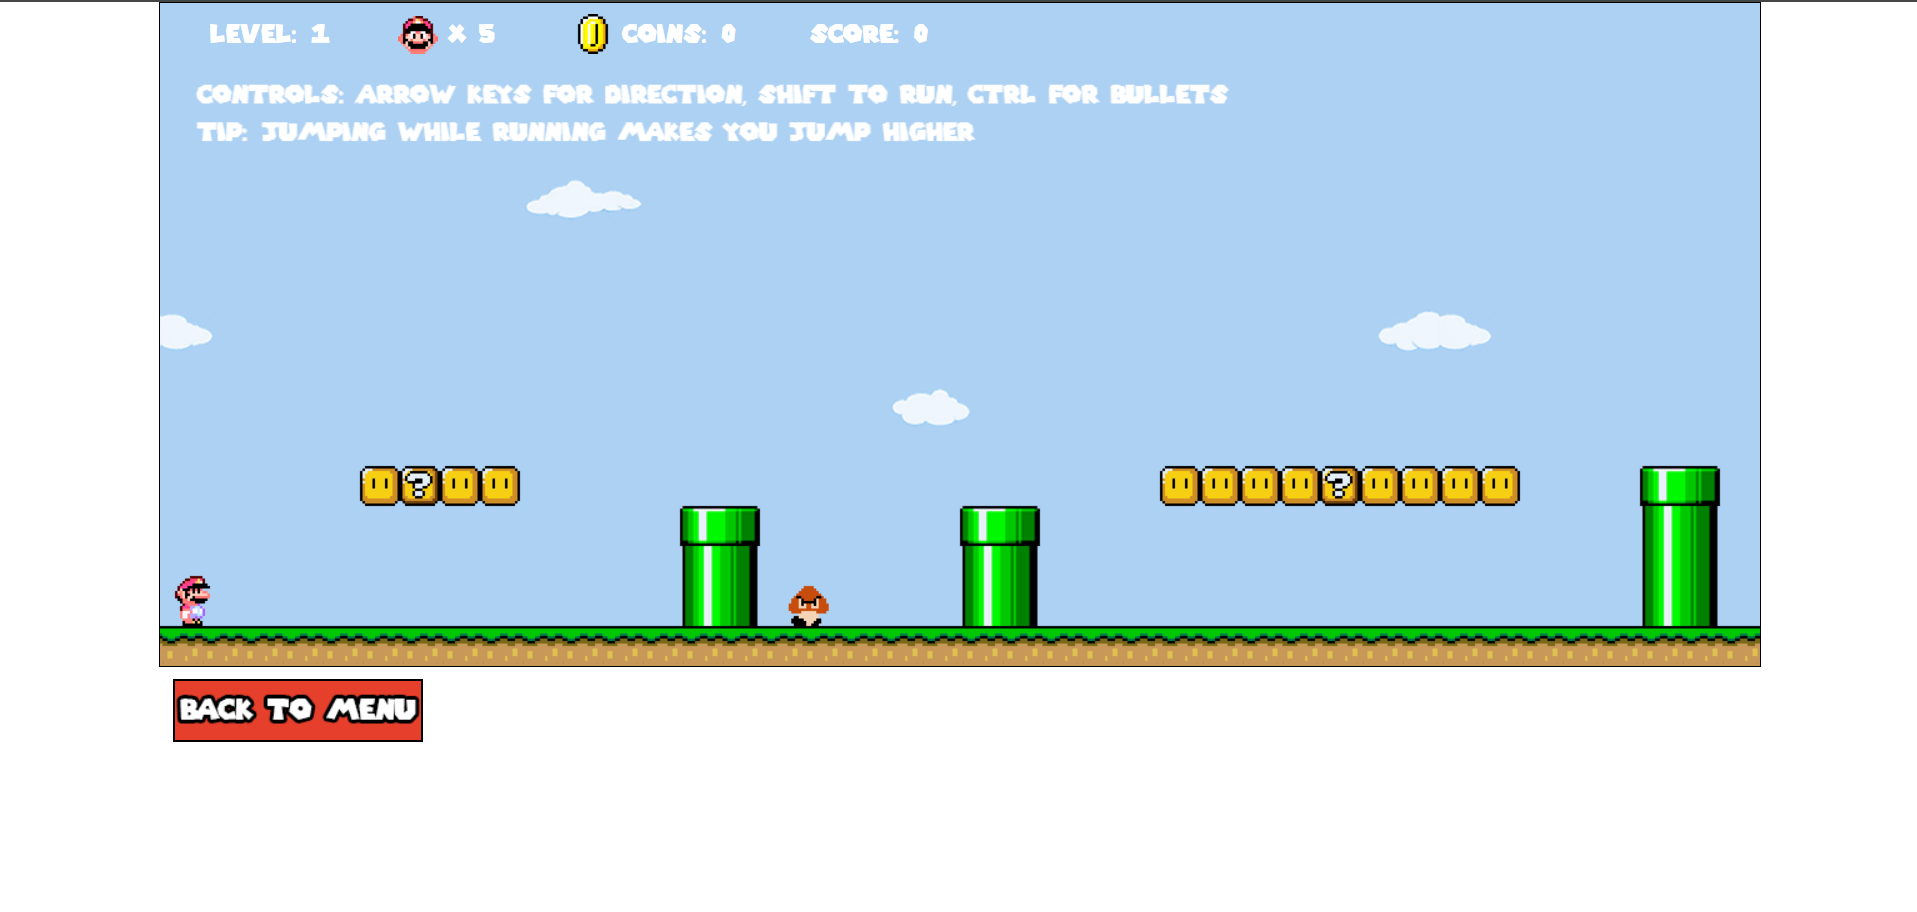 LEVEL: 1 X 5 COINS: 0 SCORE: 0
CONTROLS: ARROW KEYS FOR DIRECTION, SHIFT TO RUN, CTRL FOR BULLETS
TIP: JUMPING WHILE RUNNING MAKES YOU JUMP HIGHER
? ?
BACK TO MENU